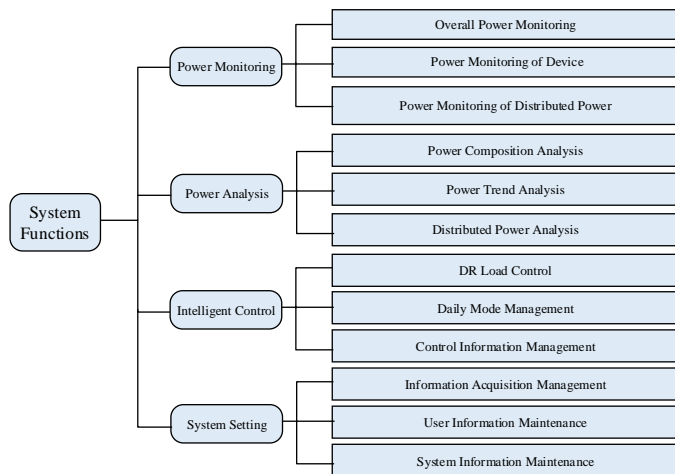 System
Functions
Power Monitoring
Overall Power Monitoring
Power Monitoring of Device
Power Monitoring of Distributed Power
Power Analysis
Power Composition Analysis
Power Trend Analysis
Distributed Power Analysis
Intelligent Control
DR Load Control
Daily Mode Management
Control Information Management
System Setting
Information Acquisition Management
User Information Maintenance
System Information Maintenance